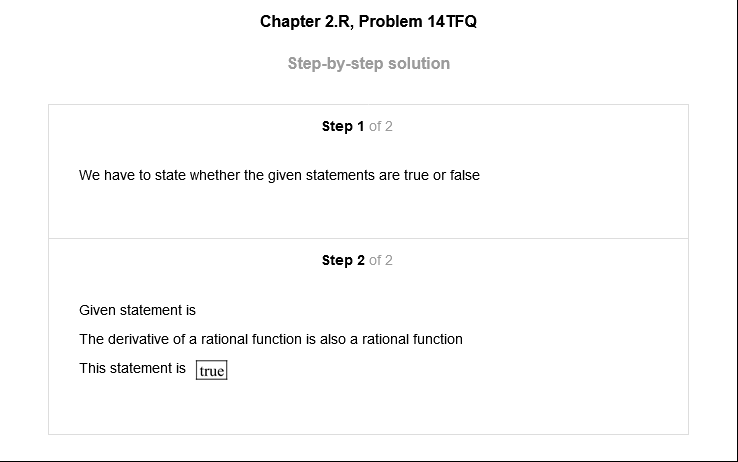 Chapter 2.R, Problem 14TFQ
Step-by-step solution
Step 1 of 2
We have to state whether the given statements are true or false
Step 2 of 2
Given statement is
The derivative of a rational function is also a rational function
This statement is true